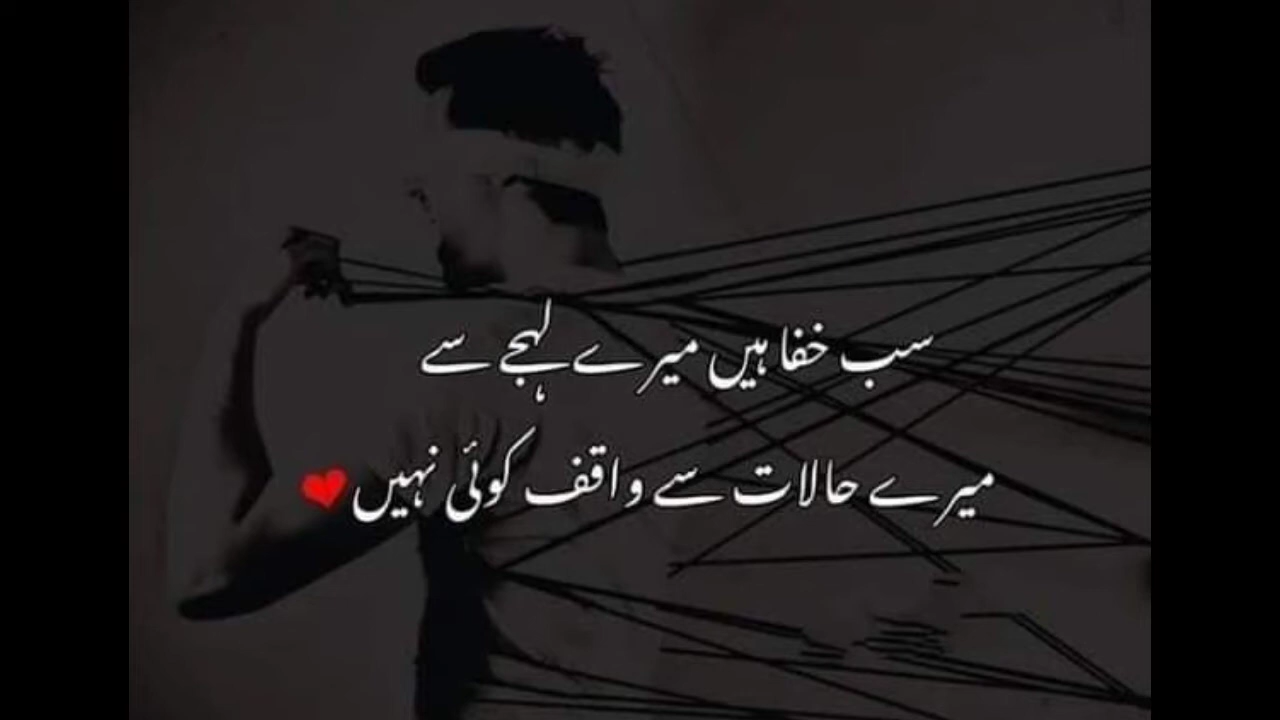 سب خفا ہیں میرے لہجے سے
میرے حالات سے واقف کوئی نہیں